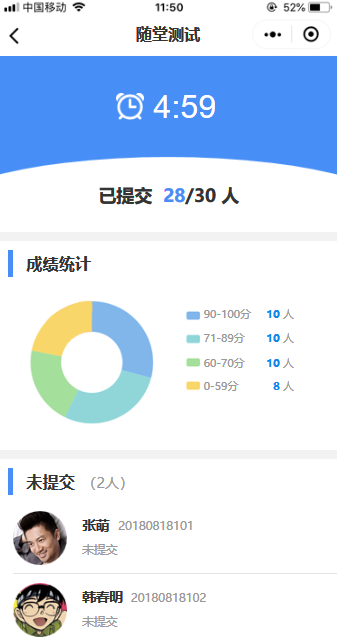 中国移动 11:50 52%
随堂测试
4:59
已提交 28/30 人
成绩统计
90-100分 10 人
71-89分 10 人
60-70分 10 人
0-59分 8 人
未提交 （2人）
张萌 20180818101
未提交
韩春明 20180818102
未提交